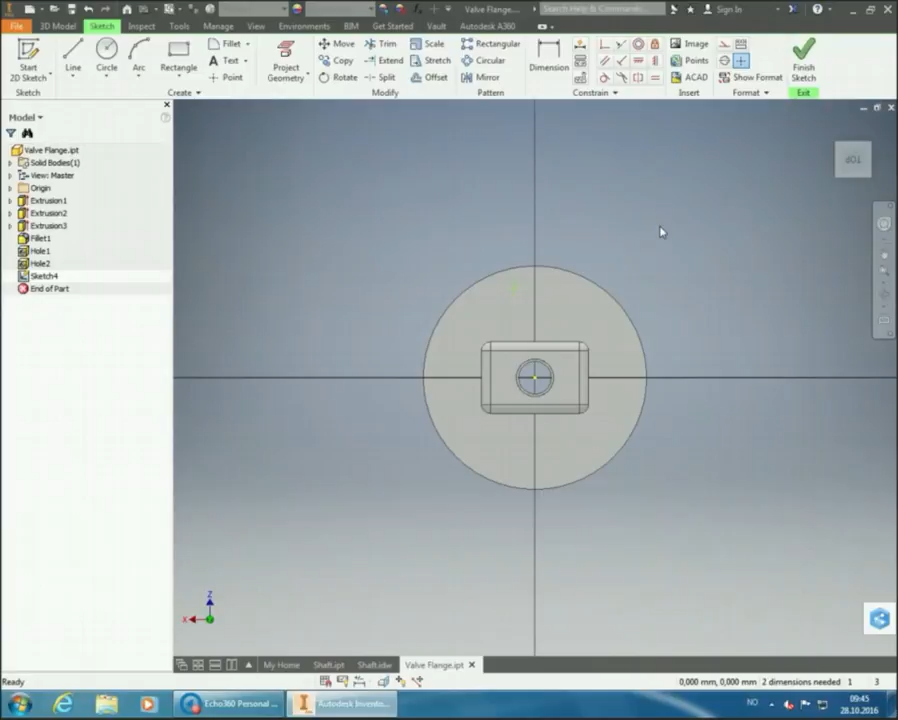 Valve Flange....
Search Help & Commands...
Sign In
File
3D Model
Sketch
Inspect
Tools
Manage
View
Environments
BIM
Get Started
Vault
Autodesk A360
Start
2D Sketch
Line
Circle
Arc
Rectangle
Fillet
Text
Point
Project
Geometry
Move
Copy
Rotate
Trim
Extend
Split
Scale
Stretch
Offset
Rectangular
Circular
Mirror
Dimension
Image
Points
ACAD
Show Format
Finish
Sketch
Sketch
Create
Modify
Pattern
Constrain
Insert
Format
Exit
Model
Valve Flange.ipt
Solid Bodies(1)
View: Master
Origin
Extrusion1
Extrusion2
Extrusion3
Fillet1
Hole1
Hole2
Sketch4
End of Part
TOP
Z
X
My Home
Shaft.ipt
Shaft.idw
Valve Flange.ipt
Ready
0,000 mm, 0,000 mm
2 dimensions needed
1
3
Echo360 Personal ...
Autodesk Invento...
NO
09:45
28.10.2016